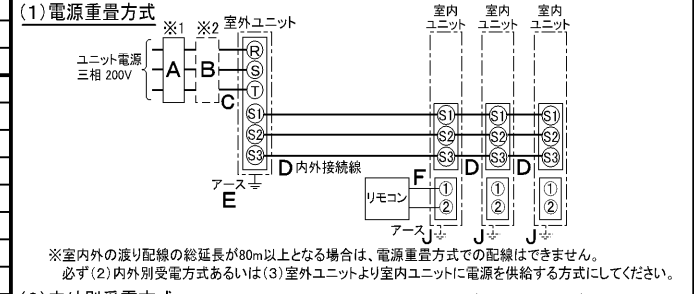 (1)電源重畳方式
※1 ※2 室外ユニット 室内ユニット 室内ユニット 室内ユニット
ユニット電源
三相 200V
A B C
R
S
T
S1 S1 S1 S1
S2 S2 S2 S2
S3 S3 S3 S3
D 内外接続線 D D
アース
E
リモコン F
① ① ①
② ② ②
アース J J J
※室内外の渡り配線の総延長が80m以上となる場合は、電源重畳方式での配線はできません。
必ず(2)内外別受電方式あるいは(3)室外ユニットより室内ユニットに電源を供給する方式にしてください。